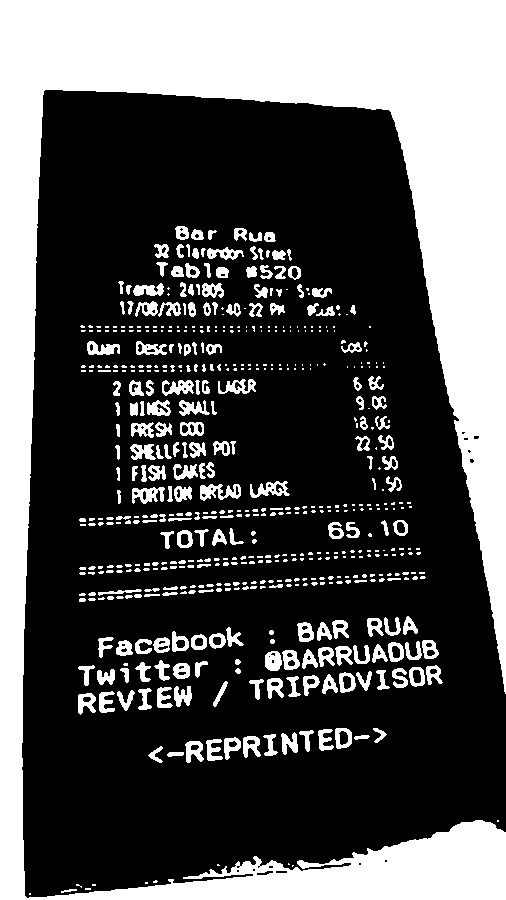 Bar Rua
32 Clarendon Street
Table #520
Trans#: 241805 Serv: Simon
17/08/2018 07:40:22 PM #Cust:4
Quan Description Cost
2 GLS CARRIG LAGER 6.60
1 WINGS SMALL 9.00
1 FRESH COD 18.00
1 SHELLFISH POT 22.50
1 FISH CAKES 7.50
1 PORTION BREAD LARGE 1.50
TOTAL: 65.10
Facebook : BAR RUA
Twitter : @BARRUADUB
REVIEW / TRIPADVISOR
<-REPRINTED->